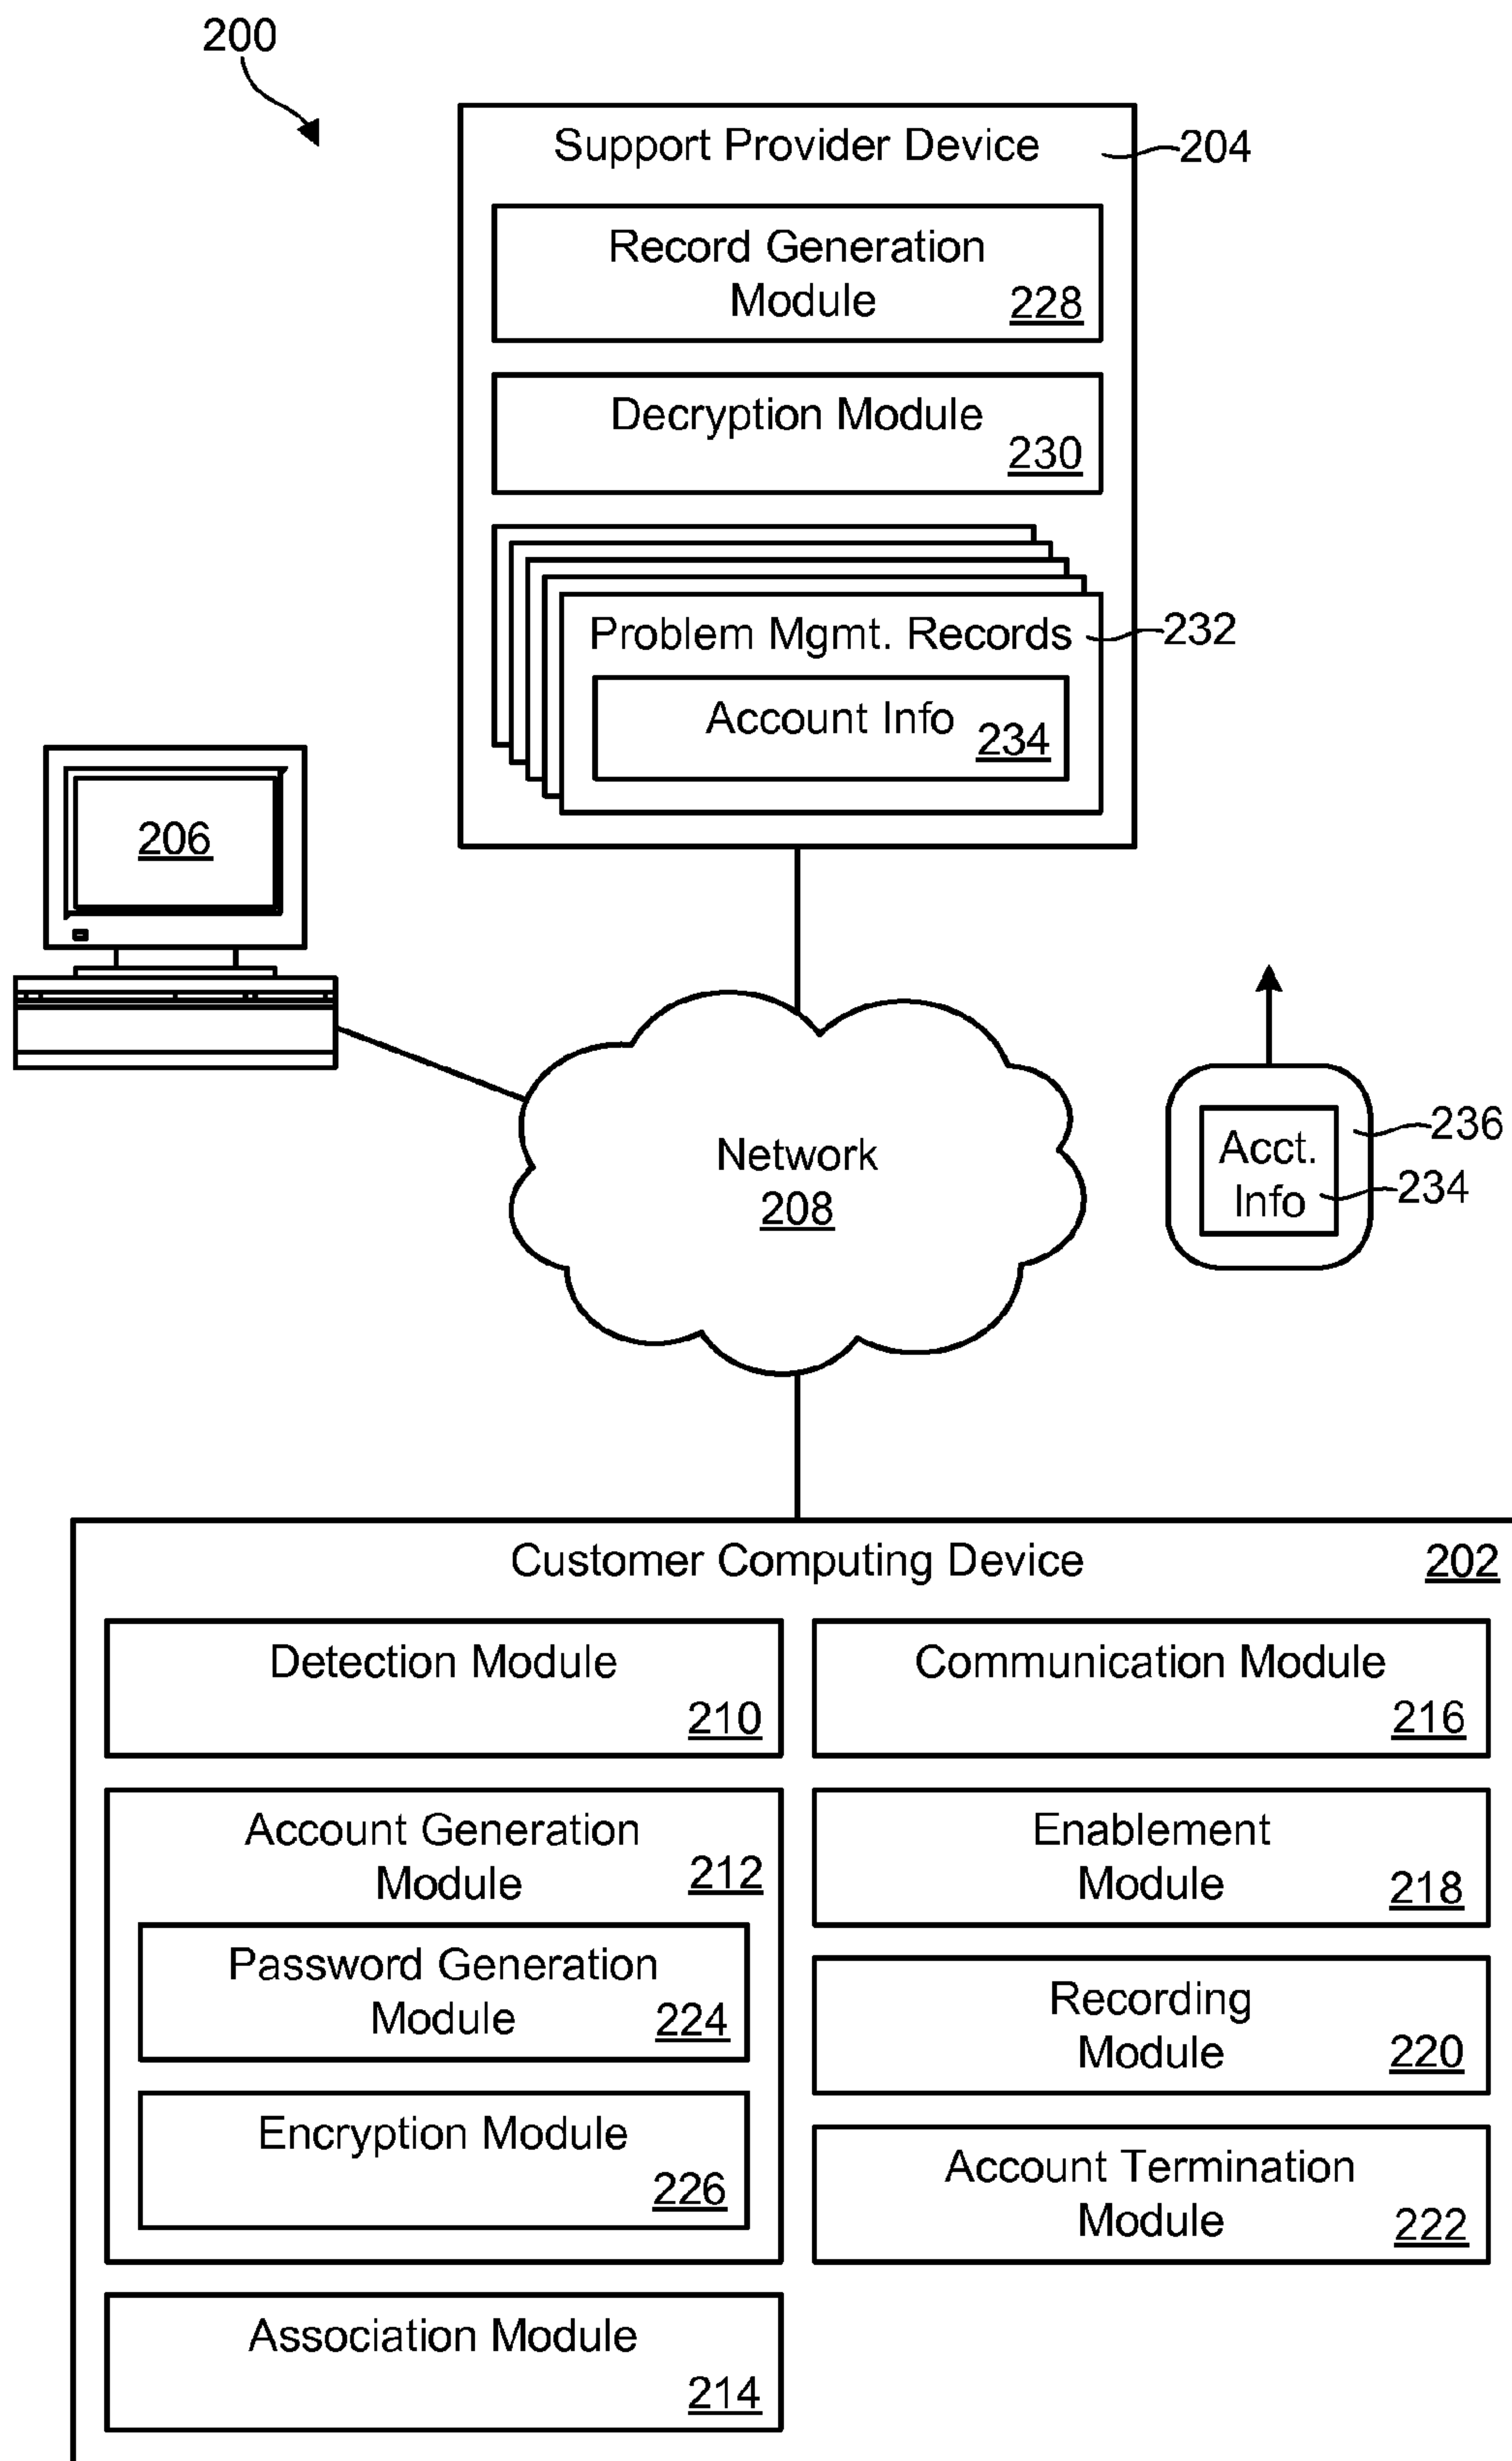 200
Support Provider Device
204
Record Generation
Module
228
Decryption Module
230
Problem Mgmt. Records
232
Account Info
234
206
Network
208
Acct.
Info
236
234
Customer Computing Device
202
Detection Module
210
Communication Module
216
Account Generation
Module
212
Enablement
Module
218
Password Generation
Module
224
Recording
Module
220
Encryption Module
226
Account Termination
Module
222
Association Module
214